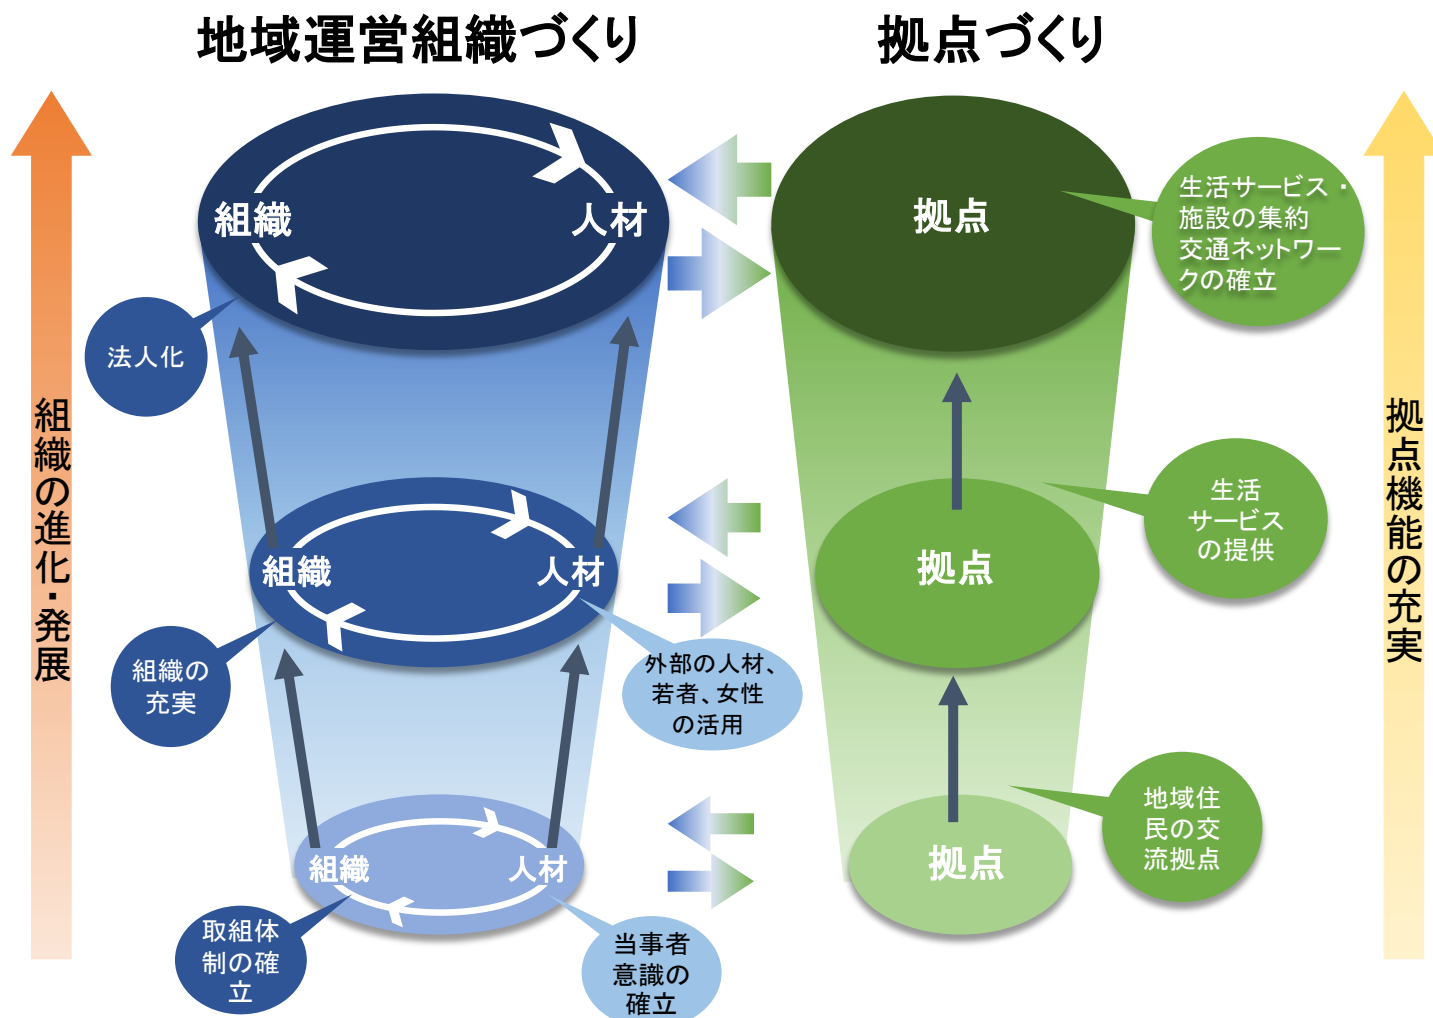 地域運営組織づくり
拠点づくり
組織
人材
拠点
生活サービス・
施設の集約
交通ネットワー
クの確立
法人化
組織の進化・発展
拠点機能の充実
生活
サービス
の提供
組織
人材
拠点
組織の
充実
外部の人材、
若者、女性
の活用
地域住
民の交
流拠点
組織
人材
拠点
取組体
制の確
立
当事者
意識の
確立